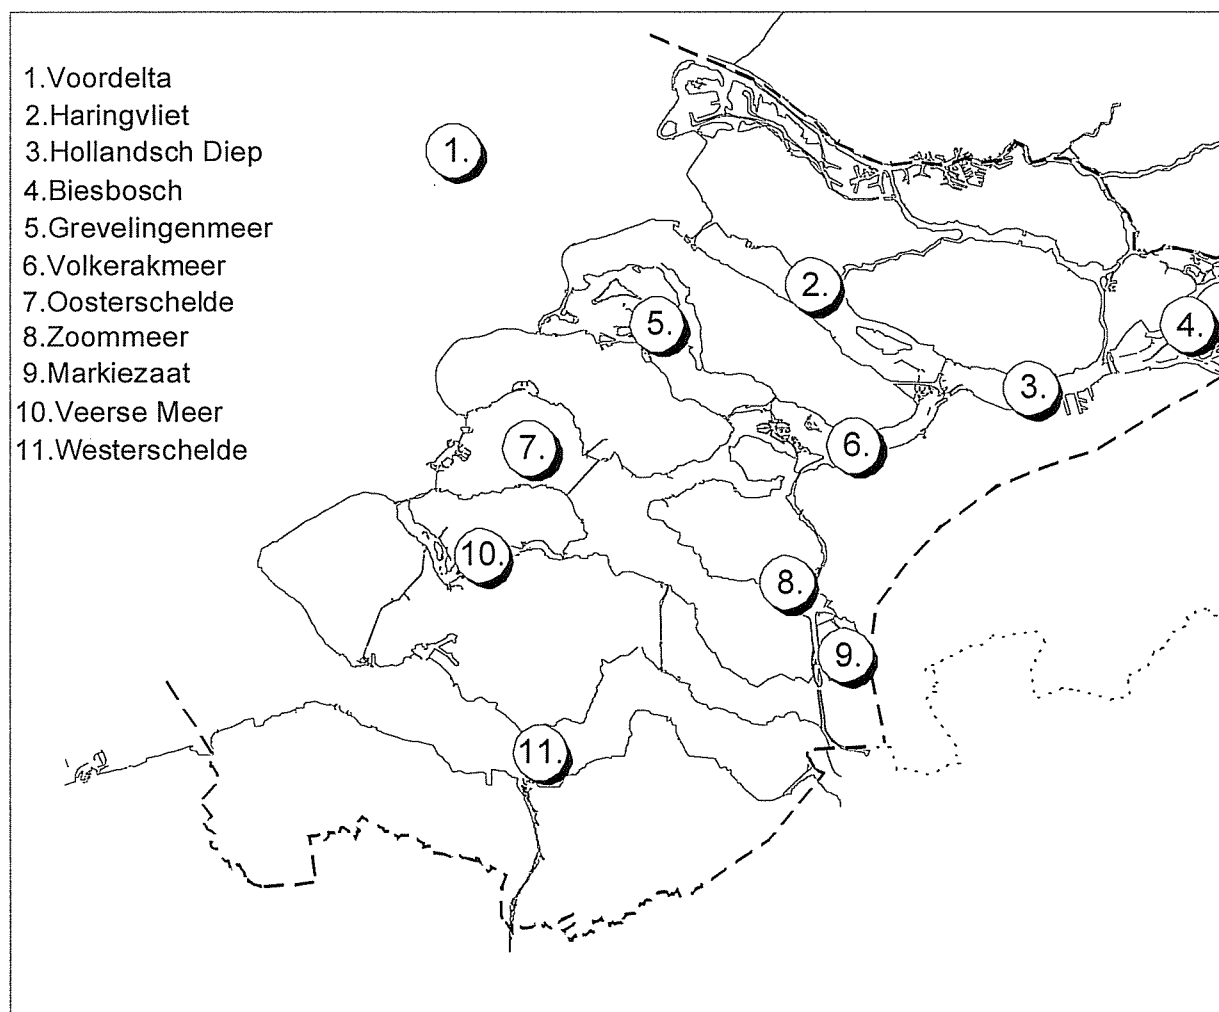 1.Voordelta
2.Haringvliet
3.Hollandsch Diep
4.Biesbosch
5.Grevelingenmeer
6.Volkerakmeer
7.Oosterschelde
8.Zoommeer
9.Markiezaat
10.Veerse Meer
11.Westerschelde
1.
2.
5.
4.
3.
7.
6.
10.
8.
9.
11.